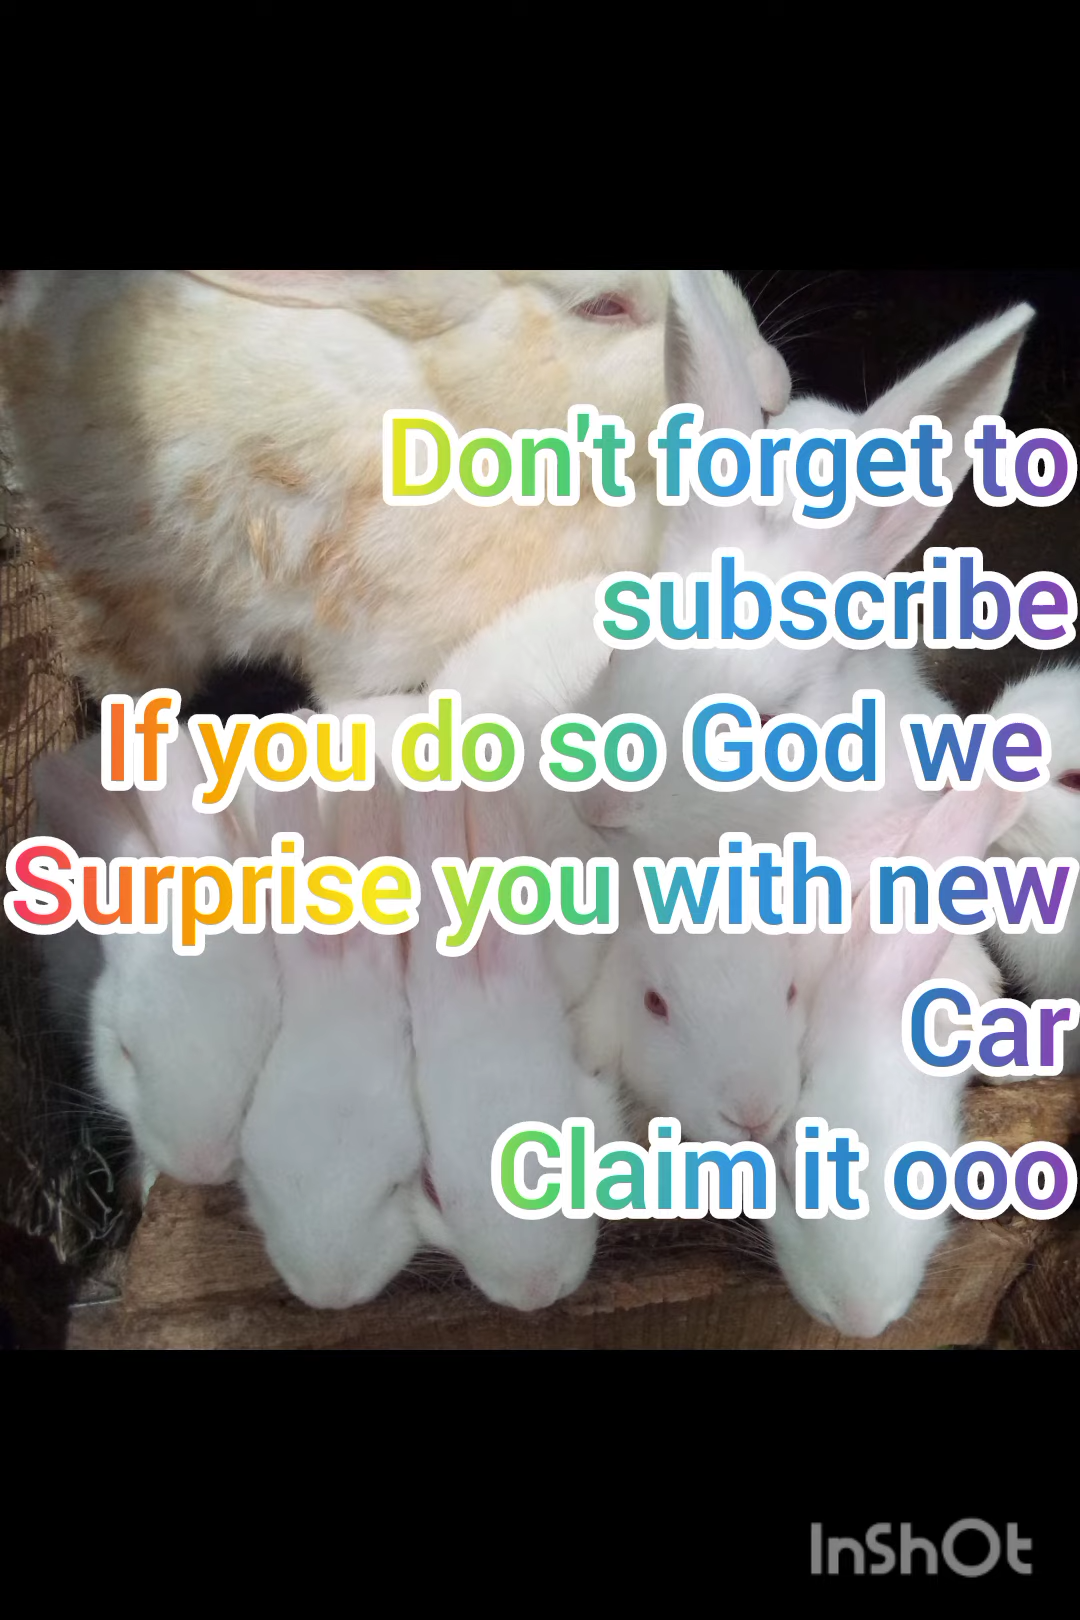 Don't forget to
subscribe
If you do so God we
Surprise you with new
Car
Claim it ooo
InShOt